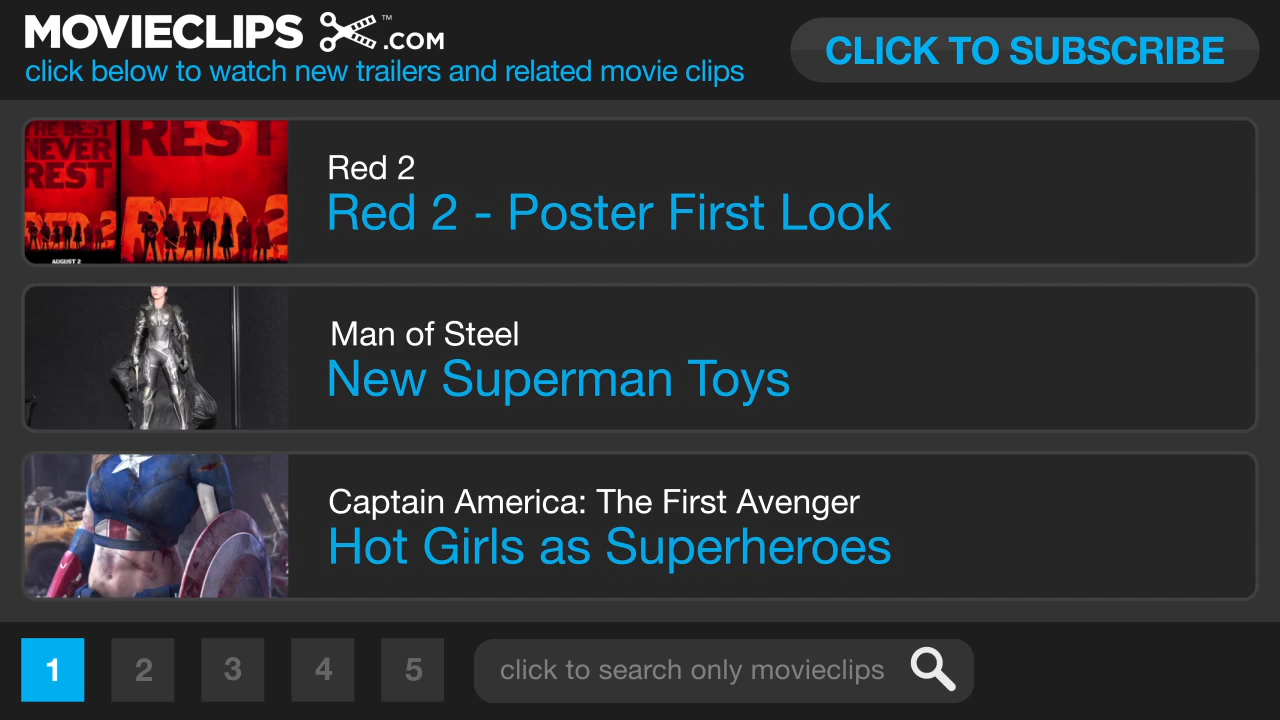 MOVIECLIPS ™ .COM
click below to watch new trailers and related movie clips
CLICK TO SUBSCRIBE
THE BEST
NEVER
REST
RED 2
AUGUST 2
REST
RED 2
Red 2
Red 2 - Poster First Look
Man of Steel
New Superman Toys
Captain America: The First Avenger
Hot Girls as Superheroes
1 2 3 4 5
click to search only movieclips